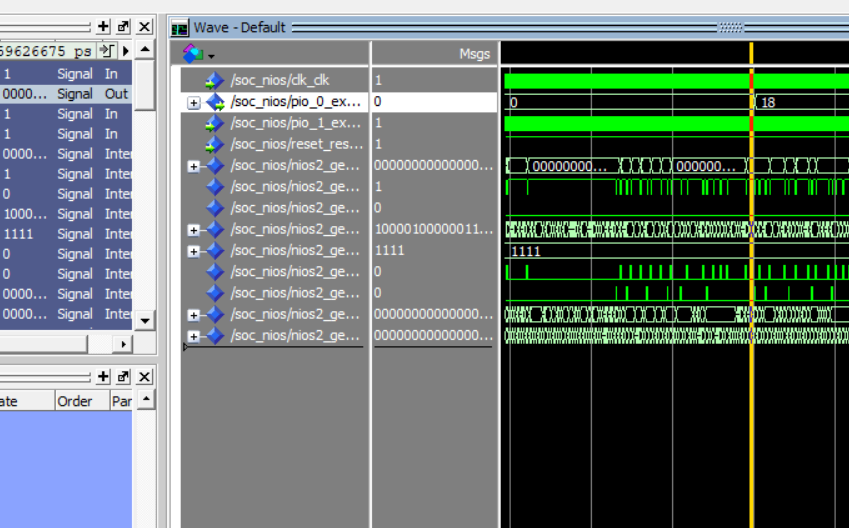 59626675 ps
1 Signal In
0000... Signal Out
1 Signal In
1 Signal In
0000... Signal Inte
1 Signal Inte
0 Signal Inte
1000... Signal Inte
1111 Signal Inte
0 Signal Inte
0 Signal Inte
0000... Signal Inte
0000... Signal Inte
ate Order Par
Wave - Default
Msgs
/soc_nios/clk_clk 1
/soc_nios/pio_0_ex... 0 0 18
/soc_nios/pio_1_ex... 1
/soc_nios/reset_res... 1
/soc_nios/nios2_ge... 00000000000000... 00000000... 000000...
/soc_nios/nios2_ge... 1
/soc_nios/nios2_ge... 0
/soc_nios/nios2_ge... 10000100000011...
/soc_nios/nios2_ge... 1111 1111
/soc_nios/nios2_ge... 0
/soc_nios/nios2_ge... 0
/soc_nios/nios2_ge... 00000000000000...
/soc_nios/nios2_ge... 00000000000000...